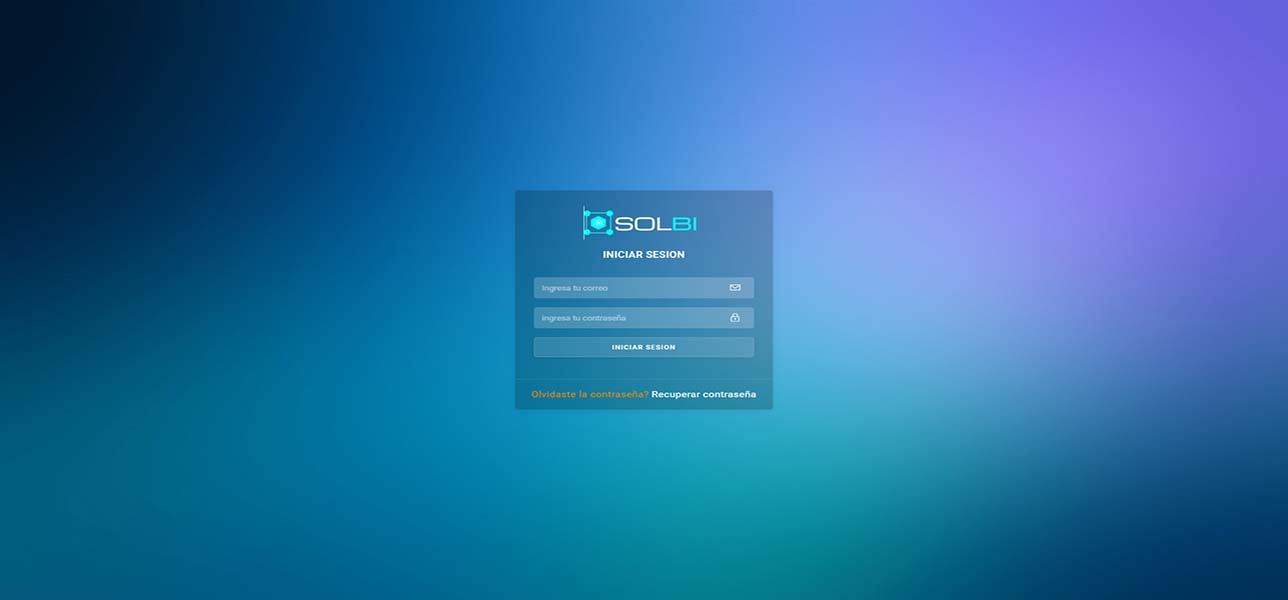 SOLBI
INICIAR SESION
Ingresa tu correo
ingresa tu contraseña
INICIAR SESION
Olvidaste la contraseña? Recuperar contraseña